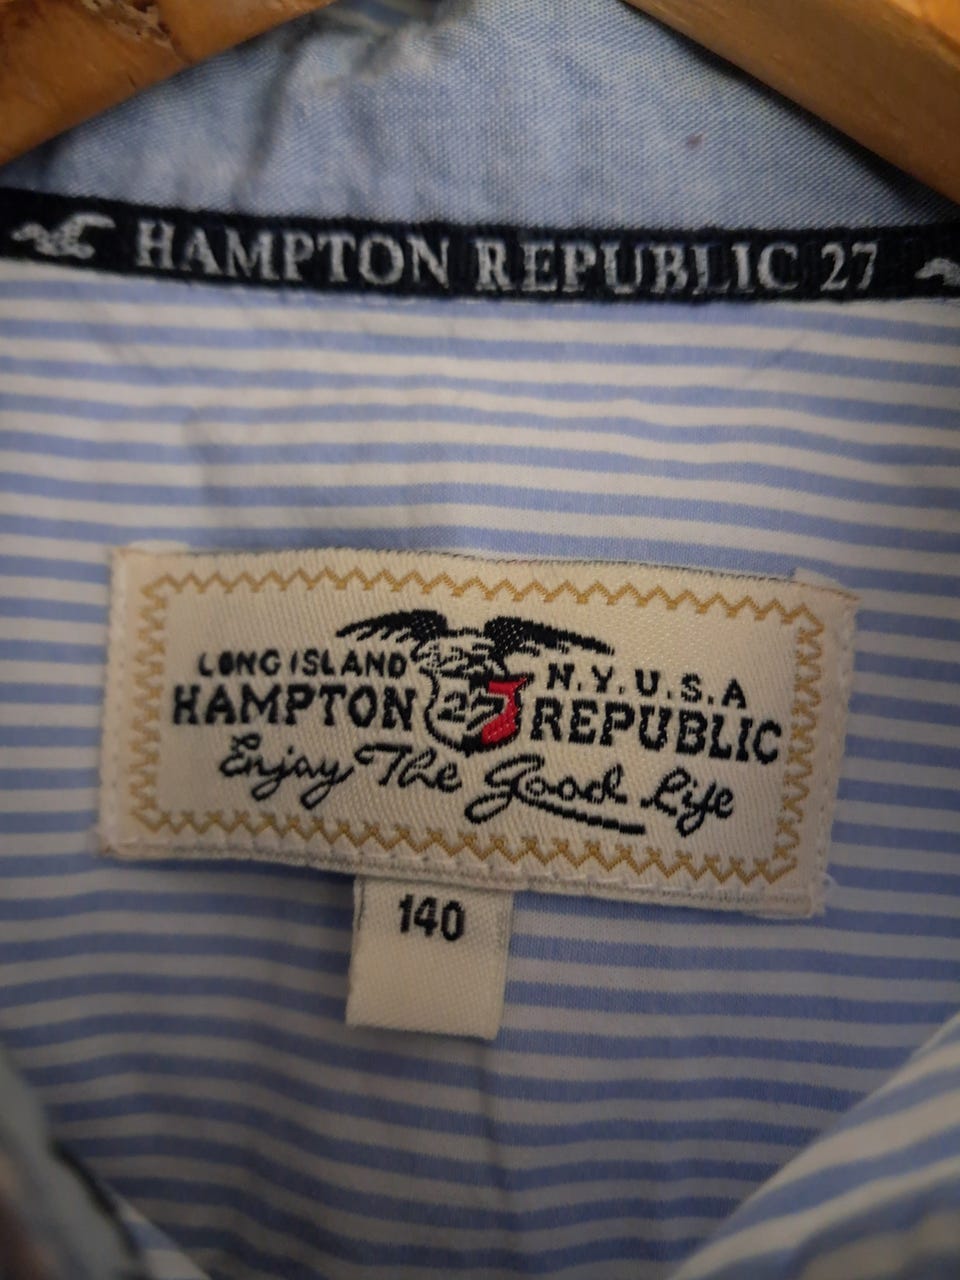 HAMPTON REPUBLIC 27
LONG ISLAND N.Y.U.S.A
HAMPTON 27 REPUBLIC
Enjoy The Good Life
140